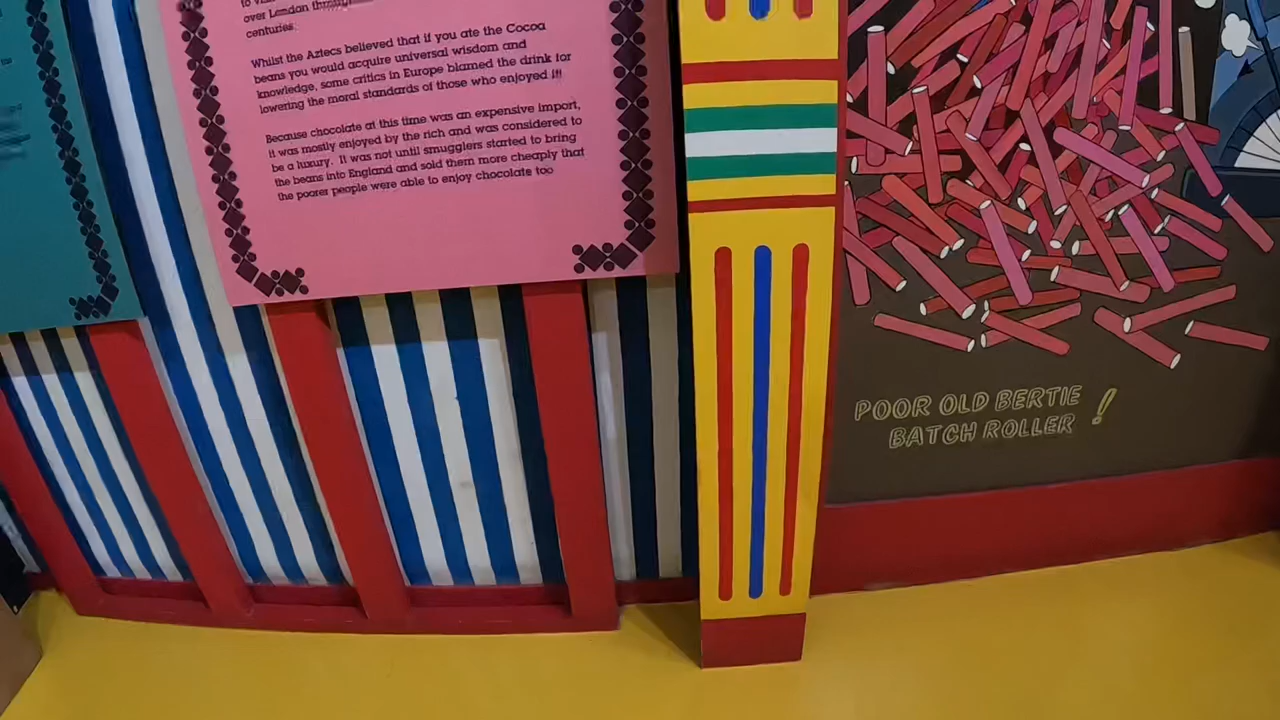 over London through
centuries.
Whilst the Aztecs believed that if you ate the Cocoa
beans you would acquire universal wisdom and
knowledge, some critics in Europe blamed the drink for
lowering the moral standards of those who enjoyed it!
Because chocolate at this time was an expensive import,
it was mostly enjoyed by the rich and was considered to
be a luxury. It was not until smugglers started to bring
the beans into England and sold them more cheaply that
the poorer people were able to enjoy chocolate too
POOR OLD BERTIE
BATCH ROLLER !